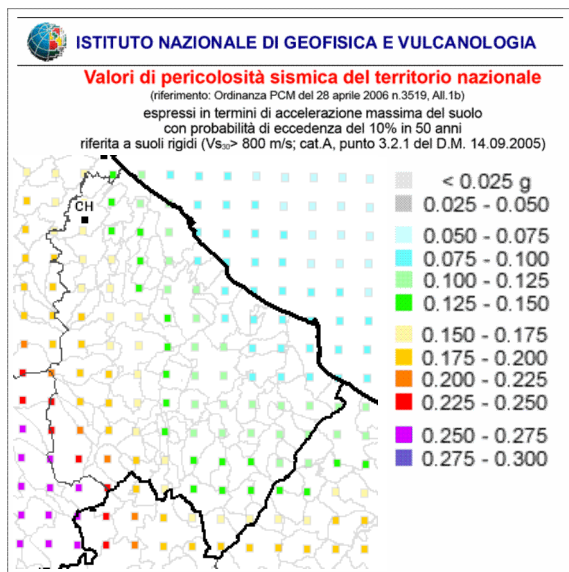 ISTITUTO NAZIONALE DI GEOFISICA E VULCANOLOGIA
Valori di pericolosità sismica del territorio nazionale
(riferimento: Ordinanza PCM del 28 aprile 2006 n.3519, All.1b)
espressi in termini di accelerazione massima del suolo
con probabilità di eccedenza del 10% in 50 anni
riferita a suoli rigidi (Vs30> 800 m/s; cat.A, punto 3.2.1 del D.M. 14.09.2005)
CH
< 0.025 g
0.025 - 0.050
0.050 - 0.075
0.075 - 0.100
0.100 - 0.125
0.125 - 0.150
0.150 - 0.175
0.175 - 0.200
0.200 - 0.225
0.225 - 0.250
0.250 - 0.275
0.275 - 0.300